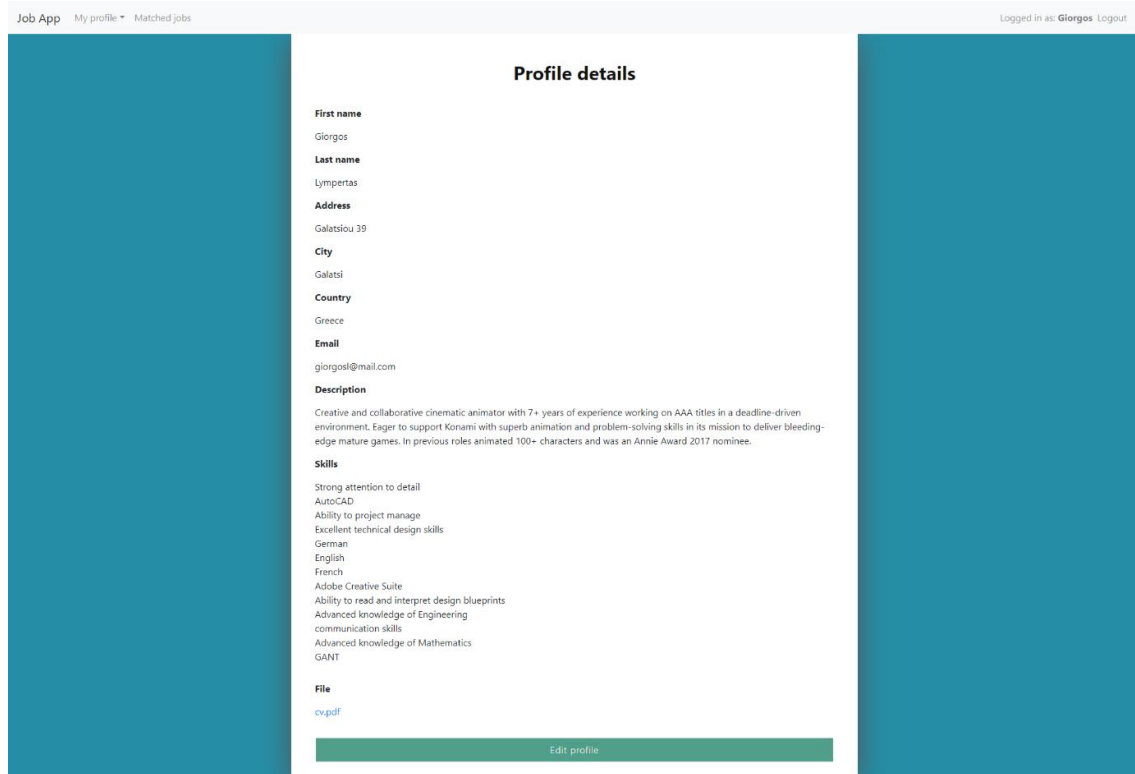 Job App My profile Matched jobs Logged in as: Giorgos Logout
Profile details
First name
Giorgos
Last name
Lympertas
Address
Galatsiou 39
City
Galatsi
Country
Greece
Email
giorgosl@mail.com
Description
Creative and collaborative cinematic animator with 7+ years of experience working on AAA titles in a deadline-driven
environment. Eager to support Konami with superb animation and problem-solving skills in its mission to deliver bleeding-
edge mature games. In previous roles animated 100+ characters and was an Annie Award 2017 nominee.
Skills
Strong attention to detail
AutoCAD
Ability to project manage
Excellent technical design skills
German
English
French
Adobe Creative Suite
Ability to read and interpret design blueprints
Advanced knowledge of Engineering
communication skills
Advanced knowledge of Mathematics
GANT
File
cv.pdf
Edit profile